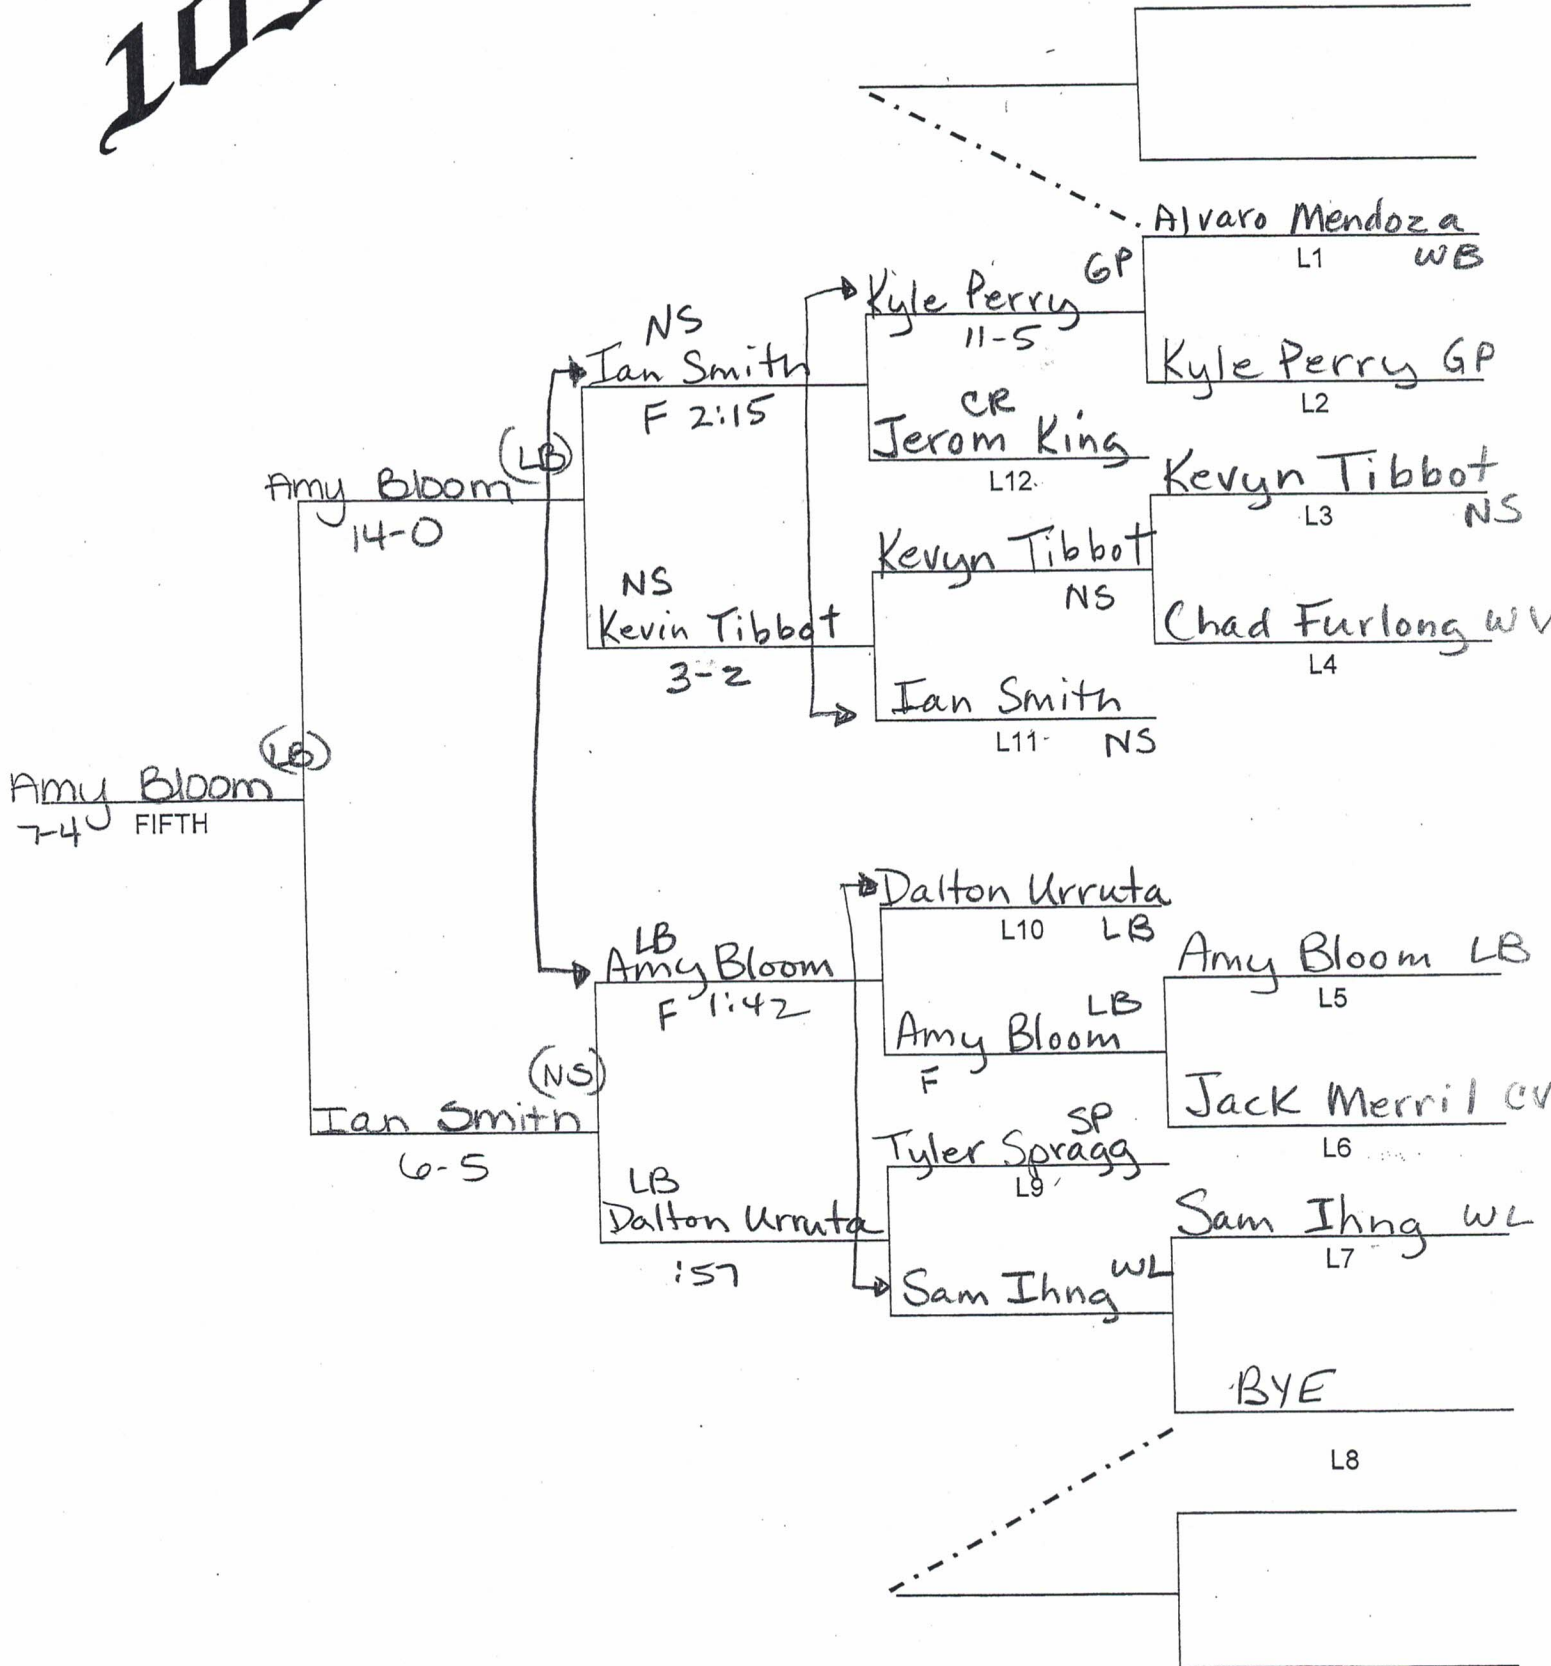 Alvaro Mendoza
L1 WB
GP
Kyle Perry
11-5
NS
Ian Smith
F 2:15
Kyle Perry GP
L2
CR
Jerom King
L12
(LB)
Amy Bloom
14-0
Kevyn Tibbot
L3 NS
Kevyn Tibbot
NS
NS
Kevin Tibbot
3-2
Chad Furlong WV
L4
Ian Smith
L11 NS
(LB)
Amy Bloom
7-4 FIFTH
Dalton Urruta
L10 LB
LB
Amy Bloom
F 1:42
Amy Bloom LB
L5
LB
Amy Bloom
F
(NS)
Ian Smith
6-5
Jack Merril CV
L6
SP
Tyler Spragg
L9
LB
Dalton Urruta
:57
Sam Ihng WL
L7
Sam Ihng WL
BYE
L8